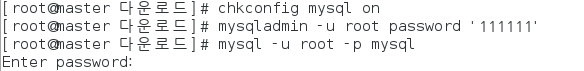 [root@master 다운로드]# chkconfig mysql on
[root@master 다운로드]# mysqladmin -u root password '111111'
[root@master 다운로드]# mysql -u root -p mysql
Enter password: